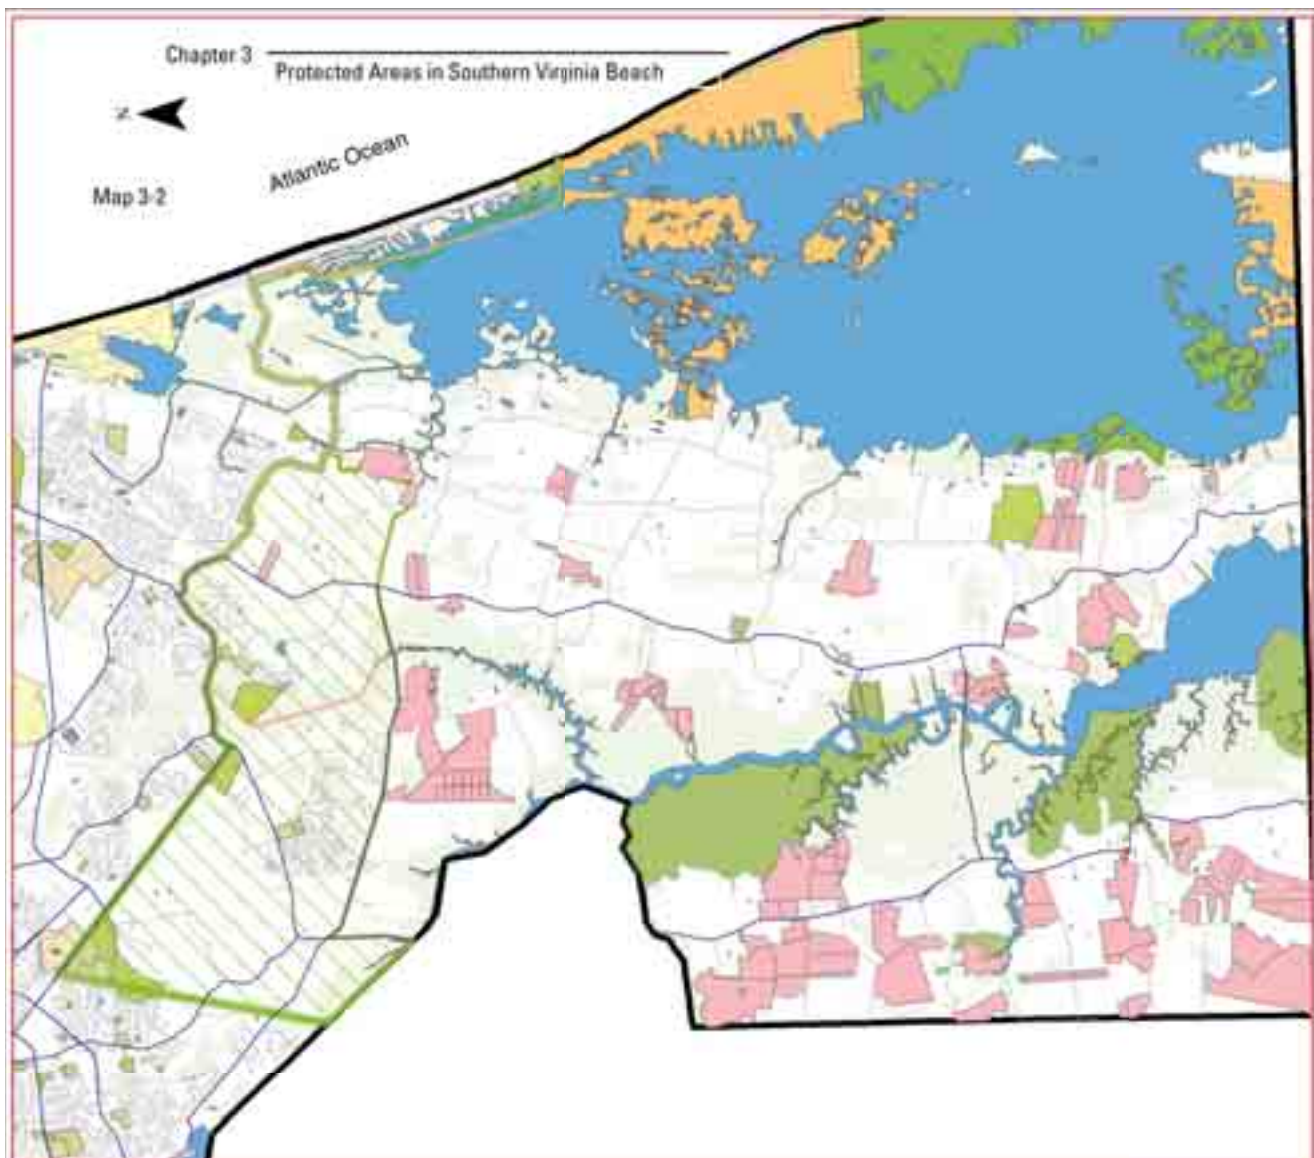 Chapter 3
Protected Areas in Southern Virginia Beach
N
Atlantic Ocean
Map 3-2